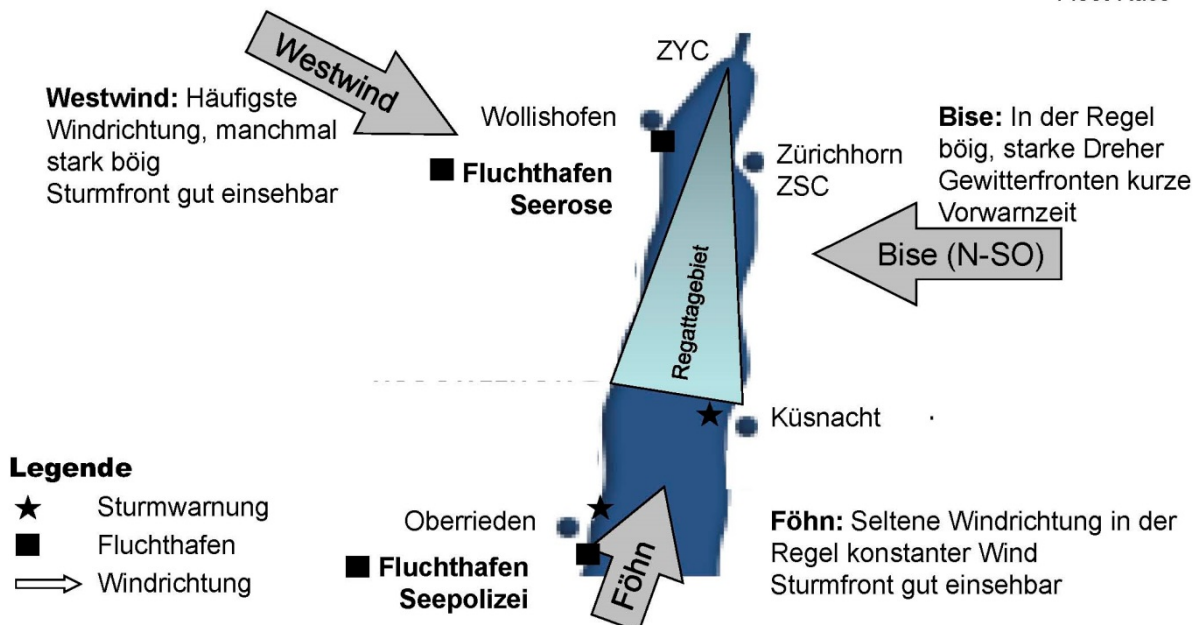 Westwind
ZYC
Westwind: Häufigste
Windrichtung, manchmal
stark böig
Sturmfront gut einsehbar
Wollishofen
Fluchthafen
Seerose
Zürichhorn
ZSC
Bise: In der Regel
böig, starke Dreher
Gewitterfronten kurze
Vorwarnzeit
Bise (N-SO)
Regattagebiet
Küsnacht
Legende
Sturmwarnung
Fluchthafen
Windrichtung
Oberrieden
Fluchthafen
Seepolizei
Föhn
Föhn: Seltene Windrichtung in der
Regel konstanter Wind
Sturmfront gut einsehbar